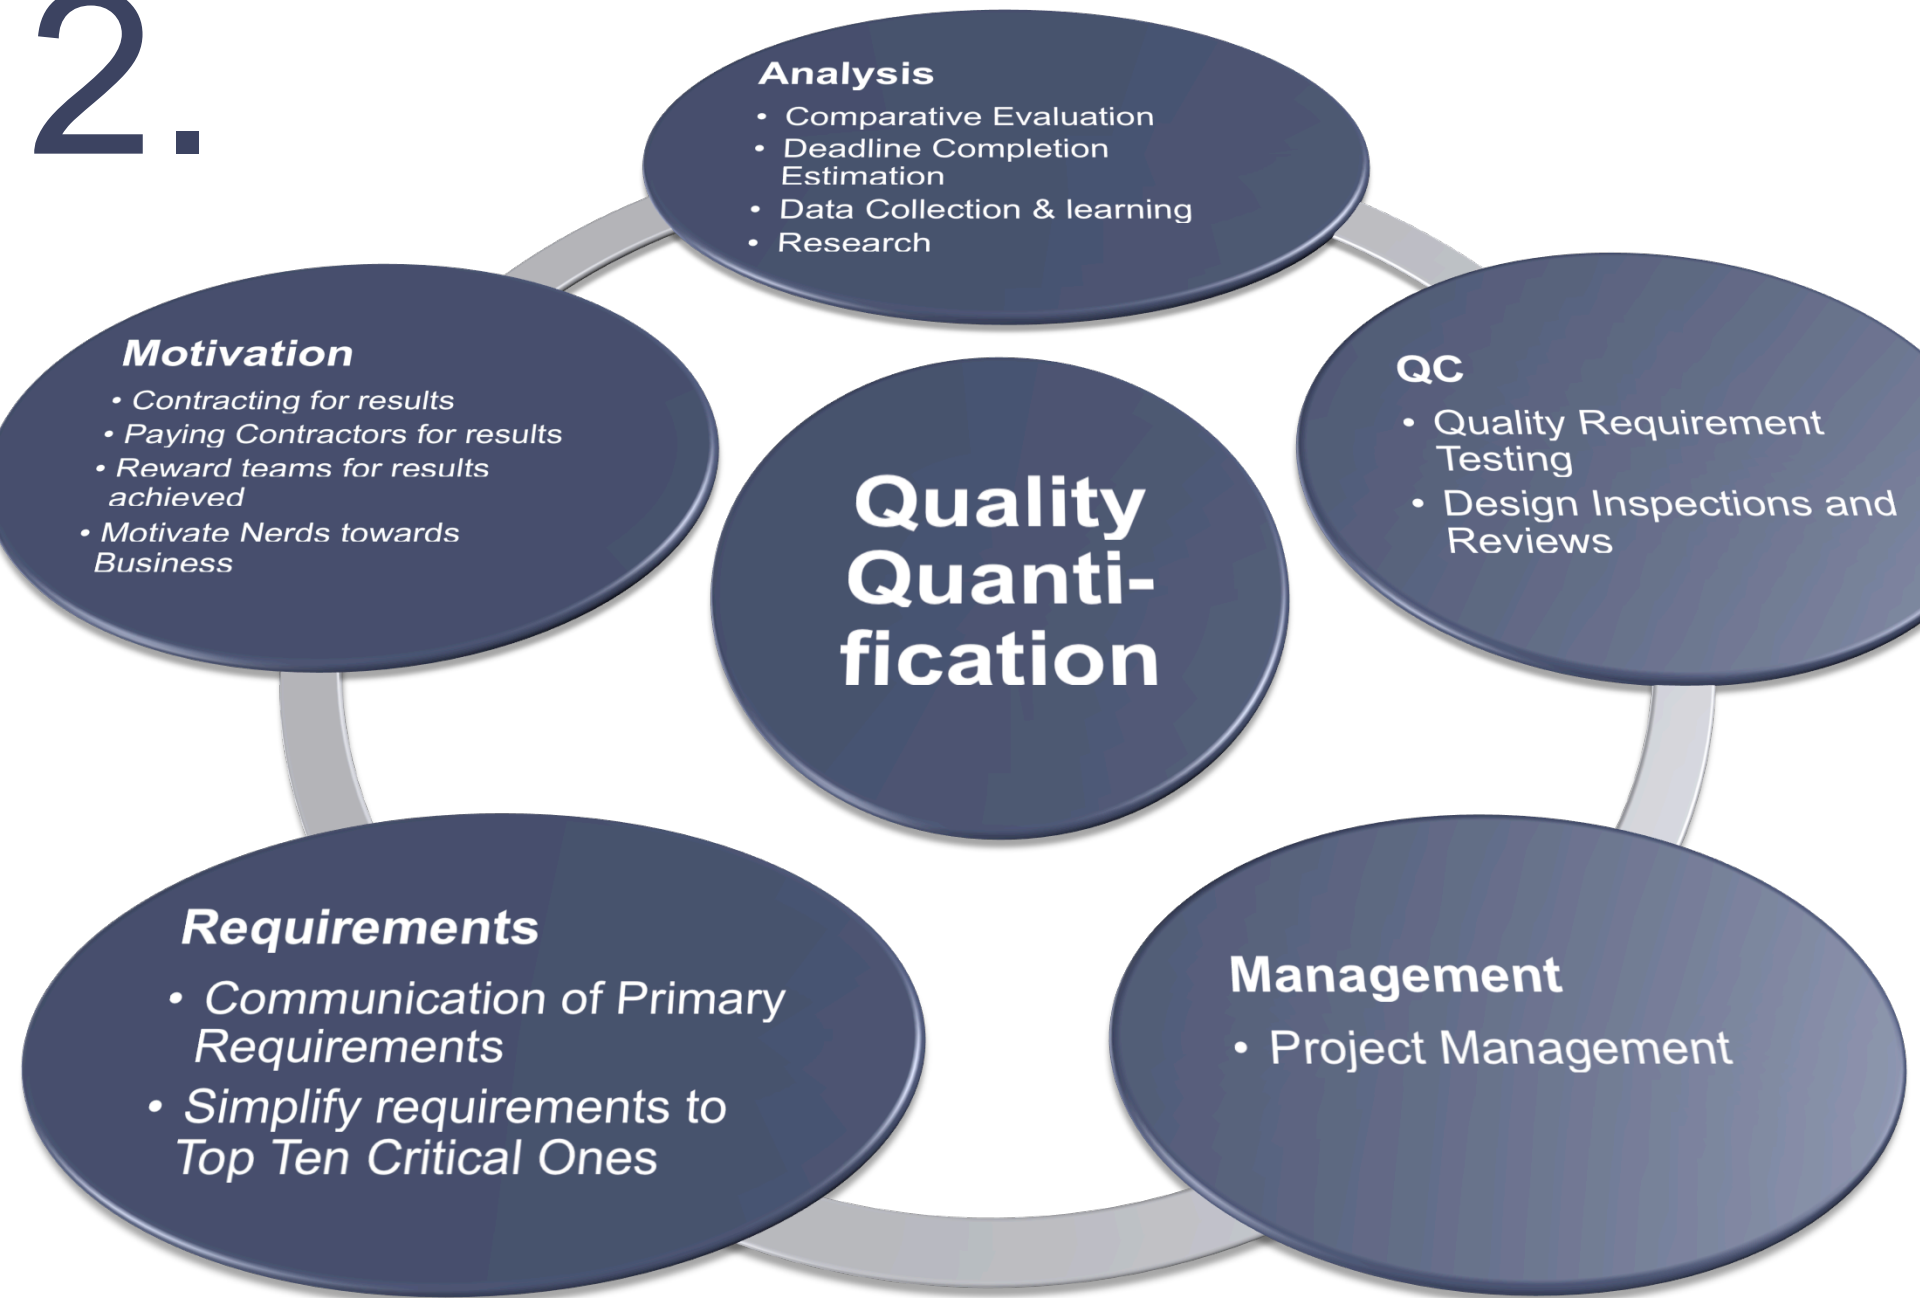 2.
Analysis
• Comparative Evaluation
• Deadline Completion
Estimation
• Data Collection & learning
• Research
QC
• Quality Requirement
Testing
• Design Inspections and
Reviews
Management
• Project Management
Requirements
• Communication of Primary
Requirements
• Simplify requirements to
Top Ten Critical Ones
Motivation
• Contracting for results
• Paying Contractors for results
• Reward teams for results
achieved
• Motivate Nerds towards
Business
Quality
Quanti-
fication